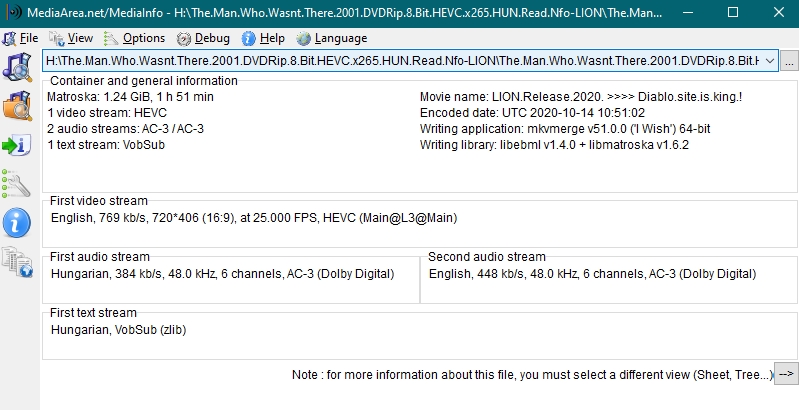 MediaArea.net/MediaInfo - H:\The.Man.Who.Wasnt.There.2001.DVDRip.8.Bit.HEVC.x265.HUN.Read.Nfo-LION\The.Man....
File View Options Debug Help Language
H:\The.Man.Who.Wasnt.There.2001.DVDRip.8.Bit.HEVC.x265.HUN.Read.Nfo-LION\The.Man.Who.Wasnt.There.2001.DVDRip.8.Bit.H ...
Container and general information
Matroska: 1.24 GiB, 1 h 51 min
1 video stream: HEVC
2 audio streams: AC-3 / AC-3
1 text stream: VobSub
Movie name: LION.Release.2020. >>>> Diablo.site.is.king.!
Encoded date: UTC 2020-10-14 10:51:02
Writing application: mkvmerge v51.0.0 ('I Wish') 64-bit
Writing library: libebml v1.4.0 + libmatroska v1.6.2
First video stream
English, 769 kb/s, 720*406 (16:9), at 25.000 FPS, HEVC (Main@L3@Main)
First audio stream
Hungarian, 384 kb/s, 48.0 kHz, 6 channels, AC-3 (Dolby Digital)
Second audio stream
English, 448 kb/s, 48.0 kHz, 6 channels, AC-3 (Dolby Digital)
First text stream
Hungarian, VobSub (zlib)
Note : for more information about this file, you must select a different view (Sheet, Tree...) -->